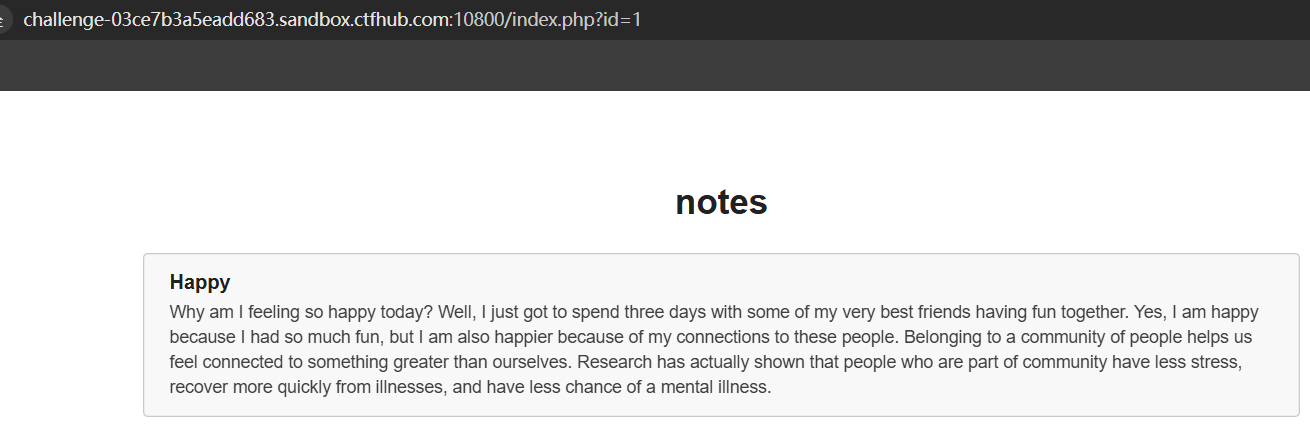 challenge-03ce7b3a5eadd683.sandbox.ctfhub.com:10800/index.php?id=1
notes
Happy
Why am I feeling so happy today? Well, I just got to spend three days with some of my very best friends having fun together. Yes, I am happy
because I had so much fun, but I am also happier because of my connections to these people. Belonging to a community of people helps us
feel connected to something greater than ourselves. Research has actually shown that people who are part of community have less stress,
recover more quickly from illnesses, and have less chance of a mental illness.